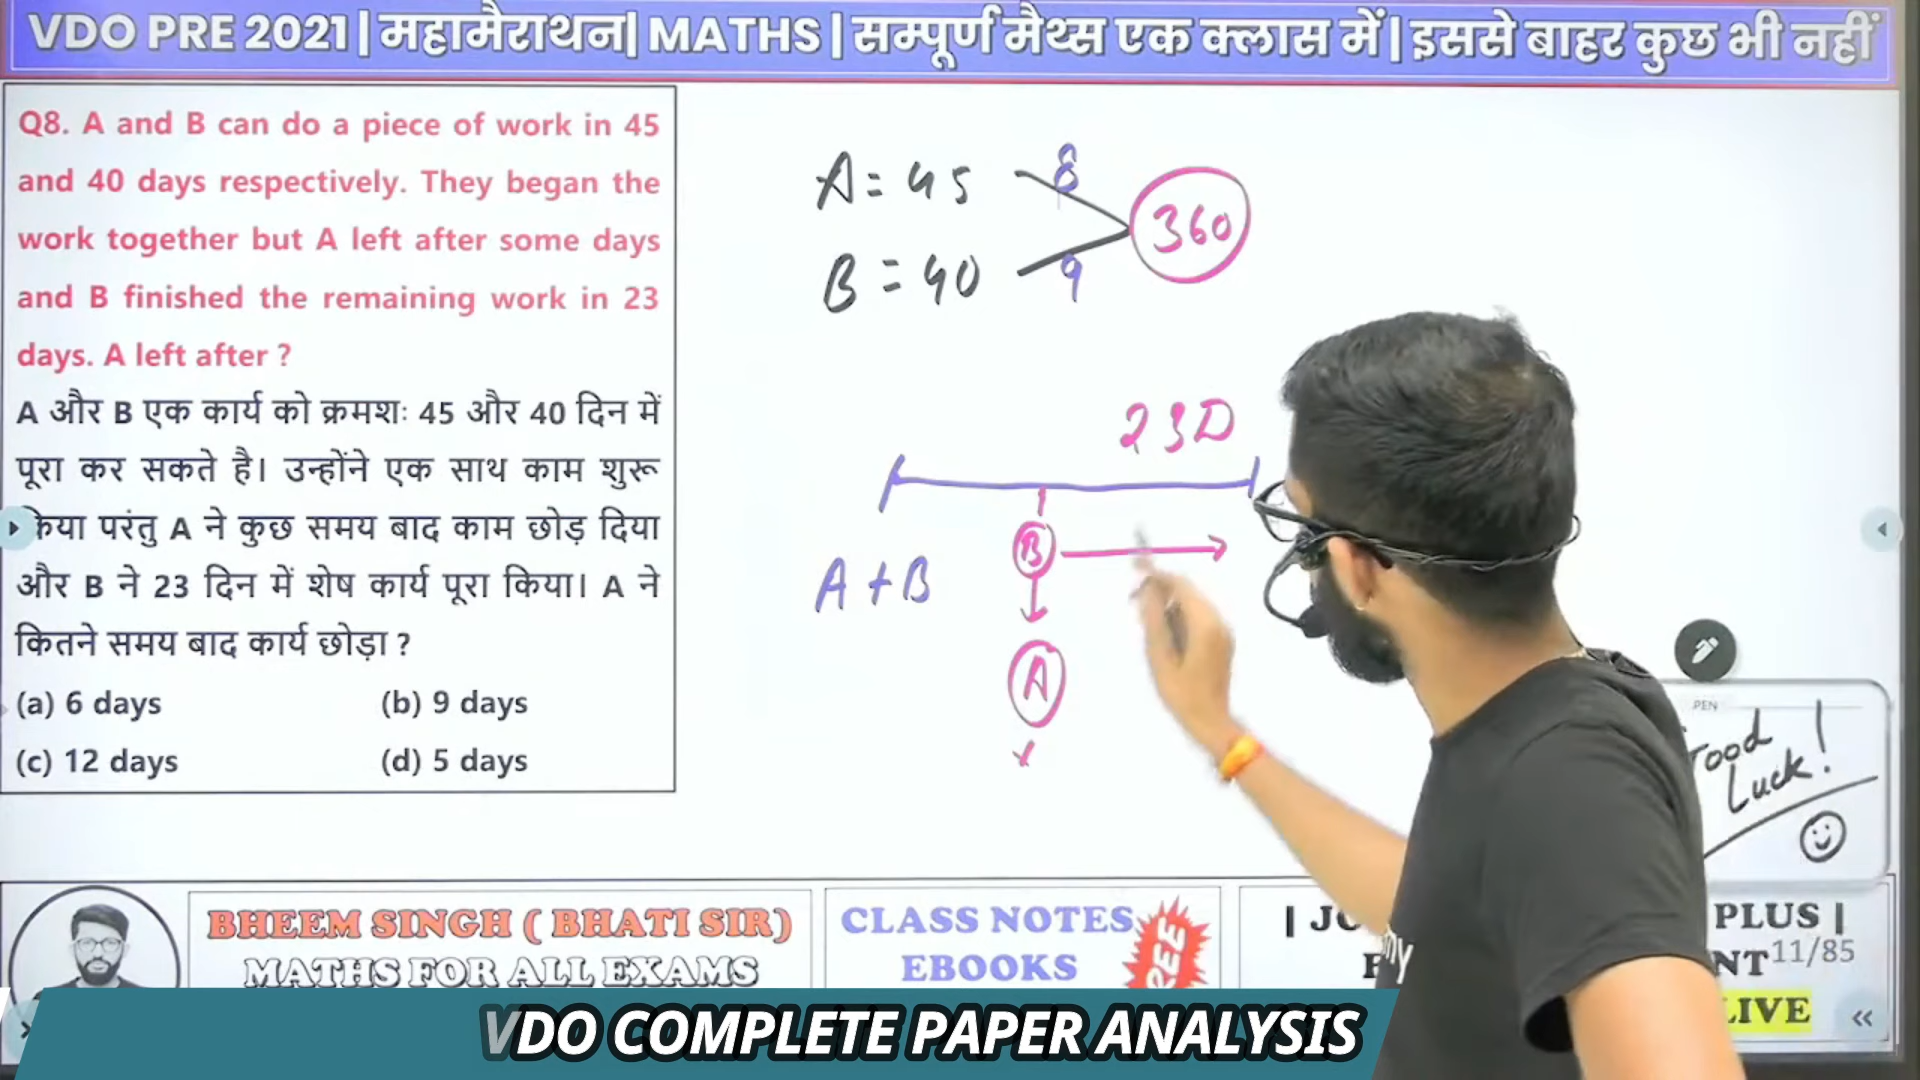 VDO PRE 2021 | महामैराथन| MATHS | सम्पूर्ण मैथ्स एक क्लास में | इससे बाहर कुछ भी नहीं
Q8. A and B can do a piece of work in 45
and 40 days respectively. They began the
work together but A left after some days
and B finished the remaining work in 23
days. A left after ?
A और B एक कार्य को क्रमशः 45 और 40 दिन में
पूरा कर सकते है। उन्होंने एक साथ काम शुरू
किया परंतु A ने कुछ समय बाद काम छोड़ दिया
और B ने 23 दिन में शेष कार्य पूरा किया। A ने
कितने समय बाद कार्य छोड़ा ?
(a) 6 days (b) 9 days
(c) 12 days (d) 5 days
A = 45 8
360
B = 40 9
23D
B
A + B
A
x
PEN
Good
Luck!
BHEEM SINGH ( BHATI SIR)
MATHS FOR ALL EXAMS
CLASS NOTES
EBOOKS
FREE
PLUS |
11/85
LIVE
VDO COMPLETE PAPER ANALYSIS